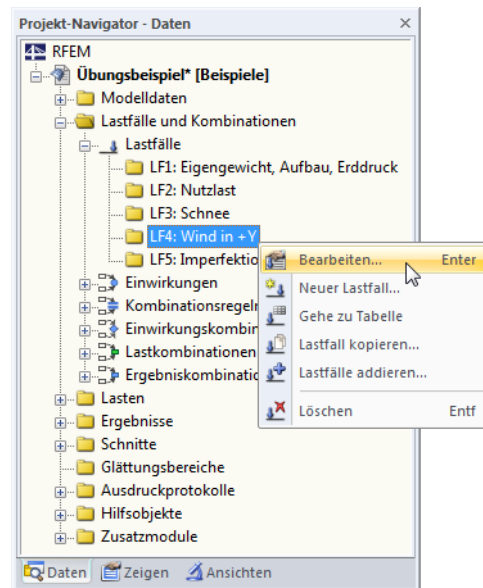 Projekt-Navigator - Daten
RFEM
Übungsbeispiel* [Beispiele]
Modelldaten
Lastfälle und Kombinationen
Lastfälle
LF1: Eigengewicht, Aufbau, Erddruck
LF2: Nutzlast
LF3: Schnee
LF4: Wind in +Y
LF5: Imperfektio
Bearbeiten... Enter
Einwirkungen
Neuer Lastfall...
Kombinationsregeln
Gehe zu Tabelle
Einwirkungskombin
Lastkombinationen
Lastfall kopieren...
Ergebniskombinatio
Lastfälle addieren...
Lasten
Löschen Entf
Ergebnisse
Schnitte
Glättungsbereiche
Ausdruckprotokolle
Hilfsobjekte
Zusatzmodule
Daten Zeigen Ansichten